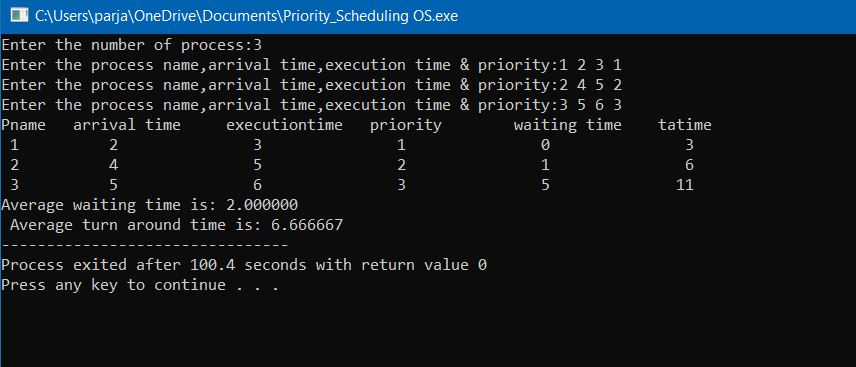 C:\Users\parja\OneDrive\Documents\Priority_Scheduling OS.exe
Enter the number of process:3
Enter the process name,arrival time,execution time & priority:1 2 3 1
Enter the process name,arrival time,execution time & priority:2 4 5 2
Enter the process name,arrival time,execution time & priority:3 5 6 3
Pname arrival time executiontime priority waiting time tatime
1 2 3 1 0 3
2 4 5 2 1 6
3 5 6 3 5 11
Average waiting time is: 2.000000
Average turn around time is: 6.666667
--------------------------------
Process exited after 100.4 seconds with return value 0
Press any key to continue . . .